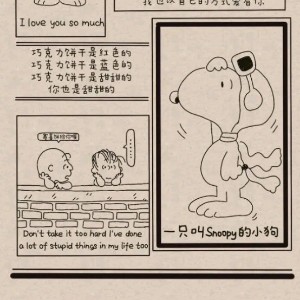 我也以自己的方式爱着你
I love you so much
巧克力饼干是红色的
巧克力饼干是蓝色的
巧克力饼干是甜甜的
你也是甜甜的
Don't take it too hard I've done
a lot of stupid things in my life too
一只叫Snoopy的小狗